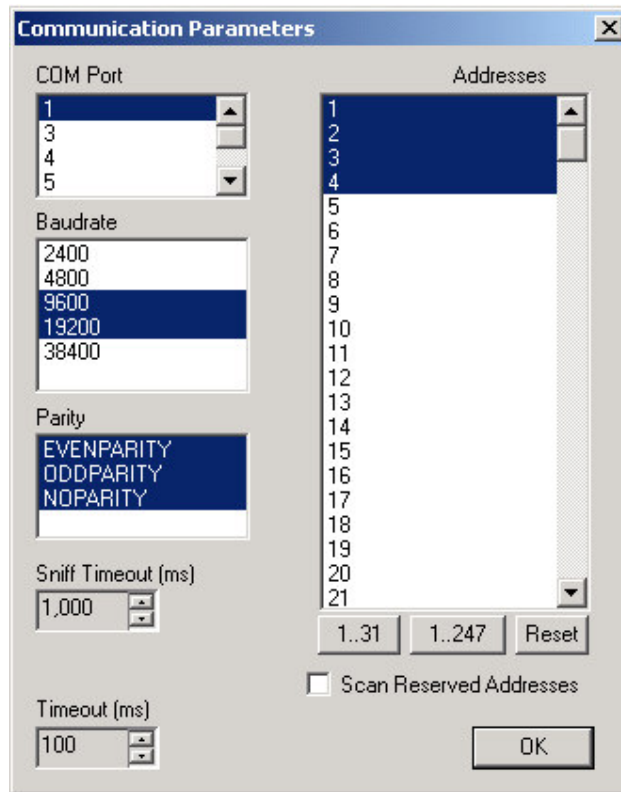 Communication Parameters
COM Port
1
3
4
5
Baudrate
2400
4800
9600
19200
38400
Parity
EVENPARITY
ODDPARITY
NOPARITY
Sniff Timeout (ms)
1,000
Timeout (ms)
100
Addresses
1
2
3
4
5
6
7
8
9
10
11
12
13
14
15
16
17
18
19
20
21
1..31 1..247 Reset
Scan Reserved Addresses
OK